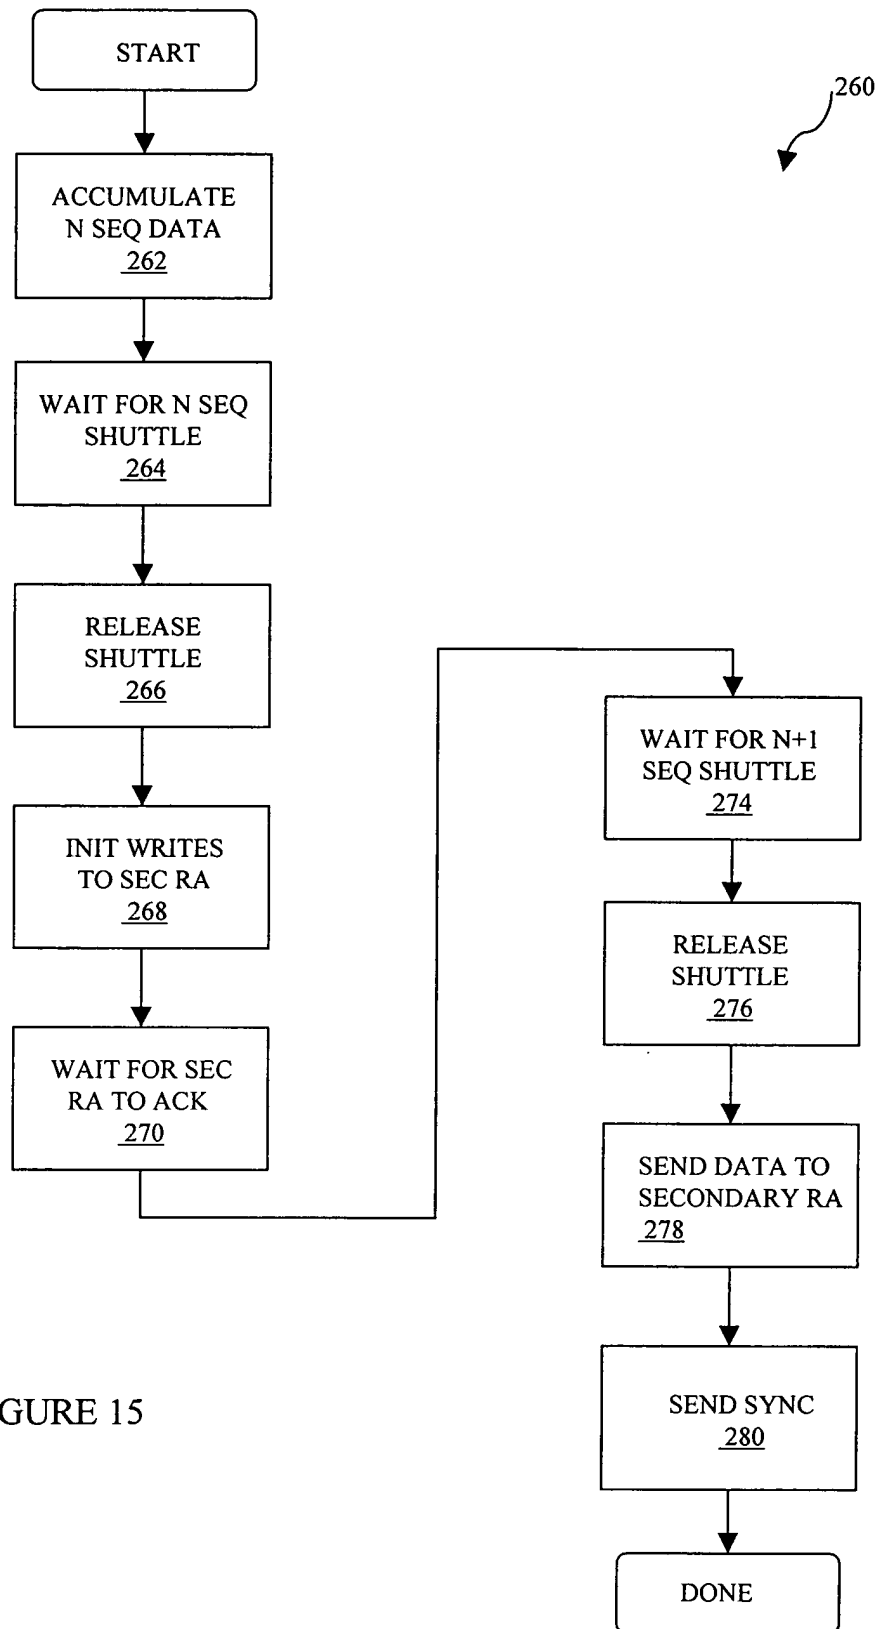 START
260
ACCUMULATE
N SEQ DATA
262
WAIT FOR N SEQ
SHUTTLE
264
RELEASE
SHUTTLE
266
INIT WRITES
TO SEC RA
268
WAIT FOR SEC
RA TO ACK
270
WAIT FOR N+1
SEQ SHUTTLE
274
RELEASE
SHUTTLE
276
SEND DATA TO
SECONDARY RA
278
SEND SYNC
280
DONE
GURE 15